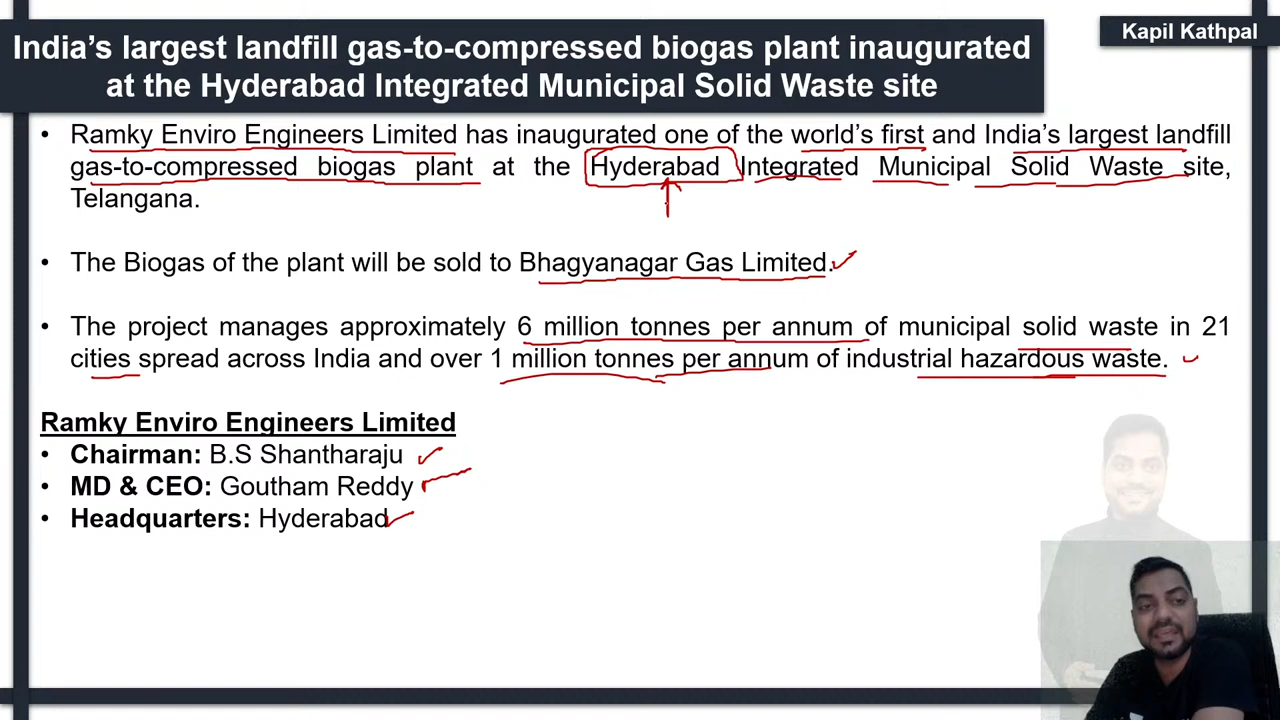 India's largest landfill gas-to-compressed biogas plant inaugurated
at the Hyderabad Integrated Municipal Solid Waste site
Kapil Kathpal
• Ramky Enviro Engineers Limited has inaugurated one of the world's first and India's largest landfill
gas-to-compressed biogas plant at the Hyderabad Integrated Municipal Solid Waste site,
Telangana.
• The Biogas of the plant will be sold to Bhagyanagar Gas Limited.
• The project manages approximately 6 million tonnes per annum of municipal solid waste in 21
cities spread across India and over 1 million tonnes per annum of industrial hazardous waste.
Ramky Enviro Engineers Limited
• Chairman: B.S Shantharaju
• MD & CEO: Goutham Reddy
• Headquarters: Hyderabad